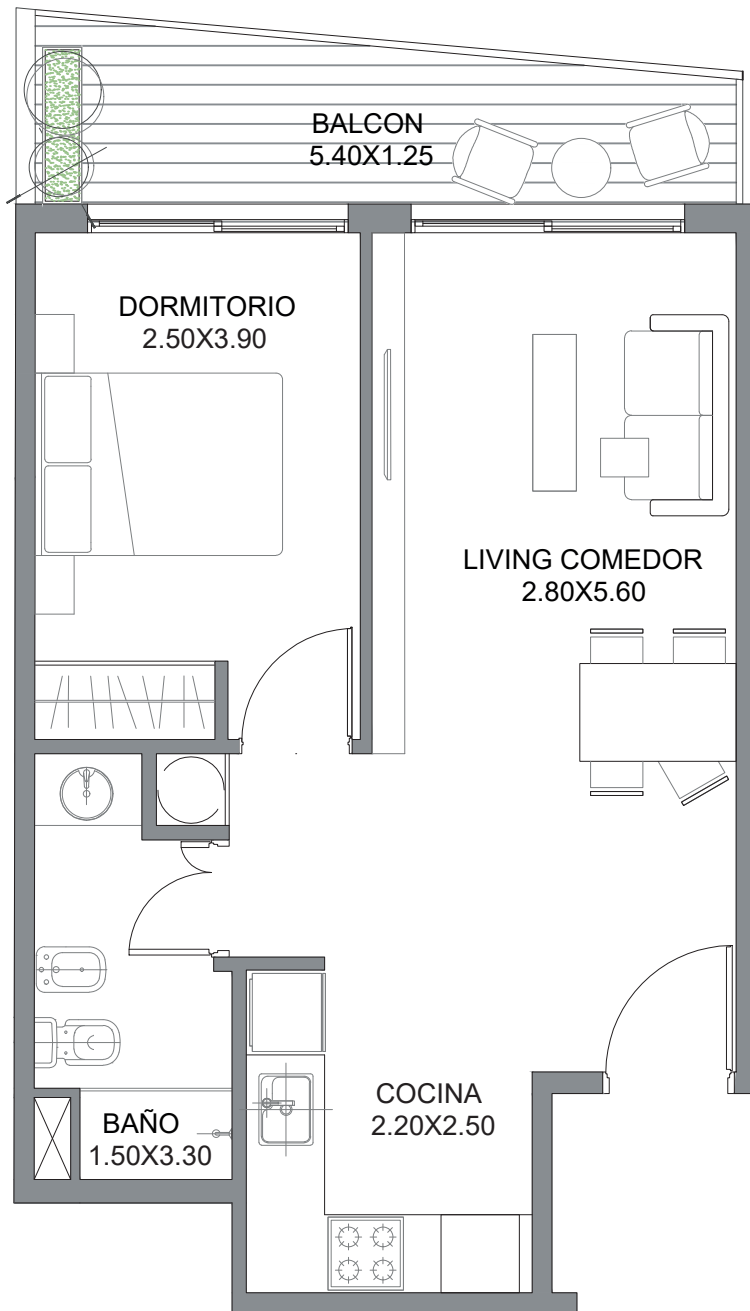 BALCON
5.40X1.25
DORMITORIO
2.50X3.90
LIVING COMEDOR
2.80X5.60
COCINA
2.20X2.50
BAÑO
1.50X3.30